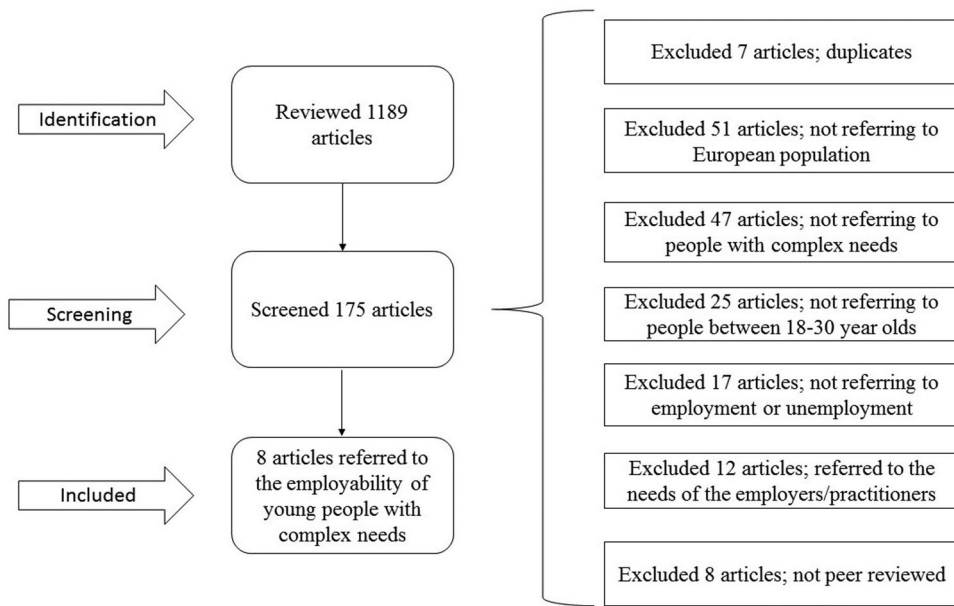 Identification
Reviewed 1189
articles
Screening
Screened 175 articles
Included
8 articles referred to
the employability of
young people with
complex needs
Excluded 7 articles; duplicates
Excluded 51 articles; not referring to
European population
Excluded 47 articles; not referring to
people with complex needs
Excluded 25 articles; not referring to
people between 18-30 year olds
Excluded 17 articles; not referring to
employment or unemployment
Excluded 12 articles; referred to the
needs of the employers/practitioners
Excluded 8 articles; not peer reviewed